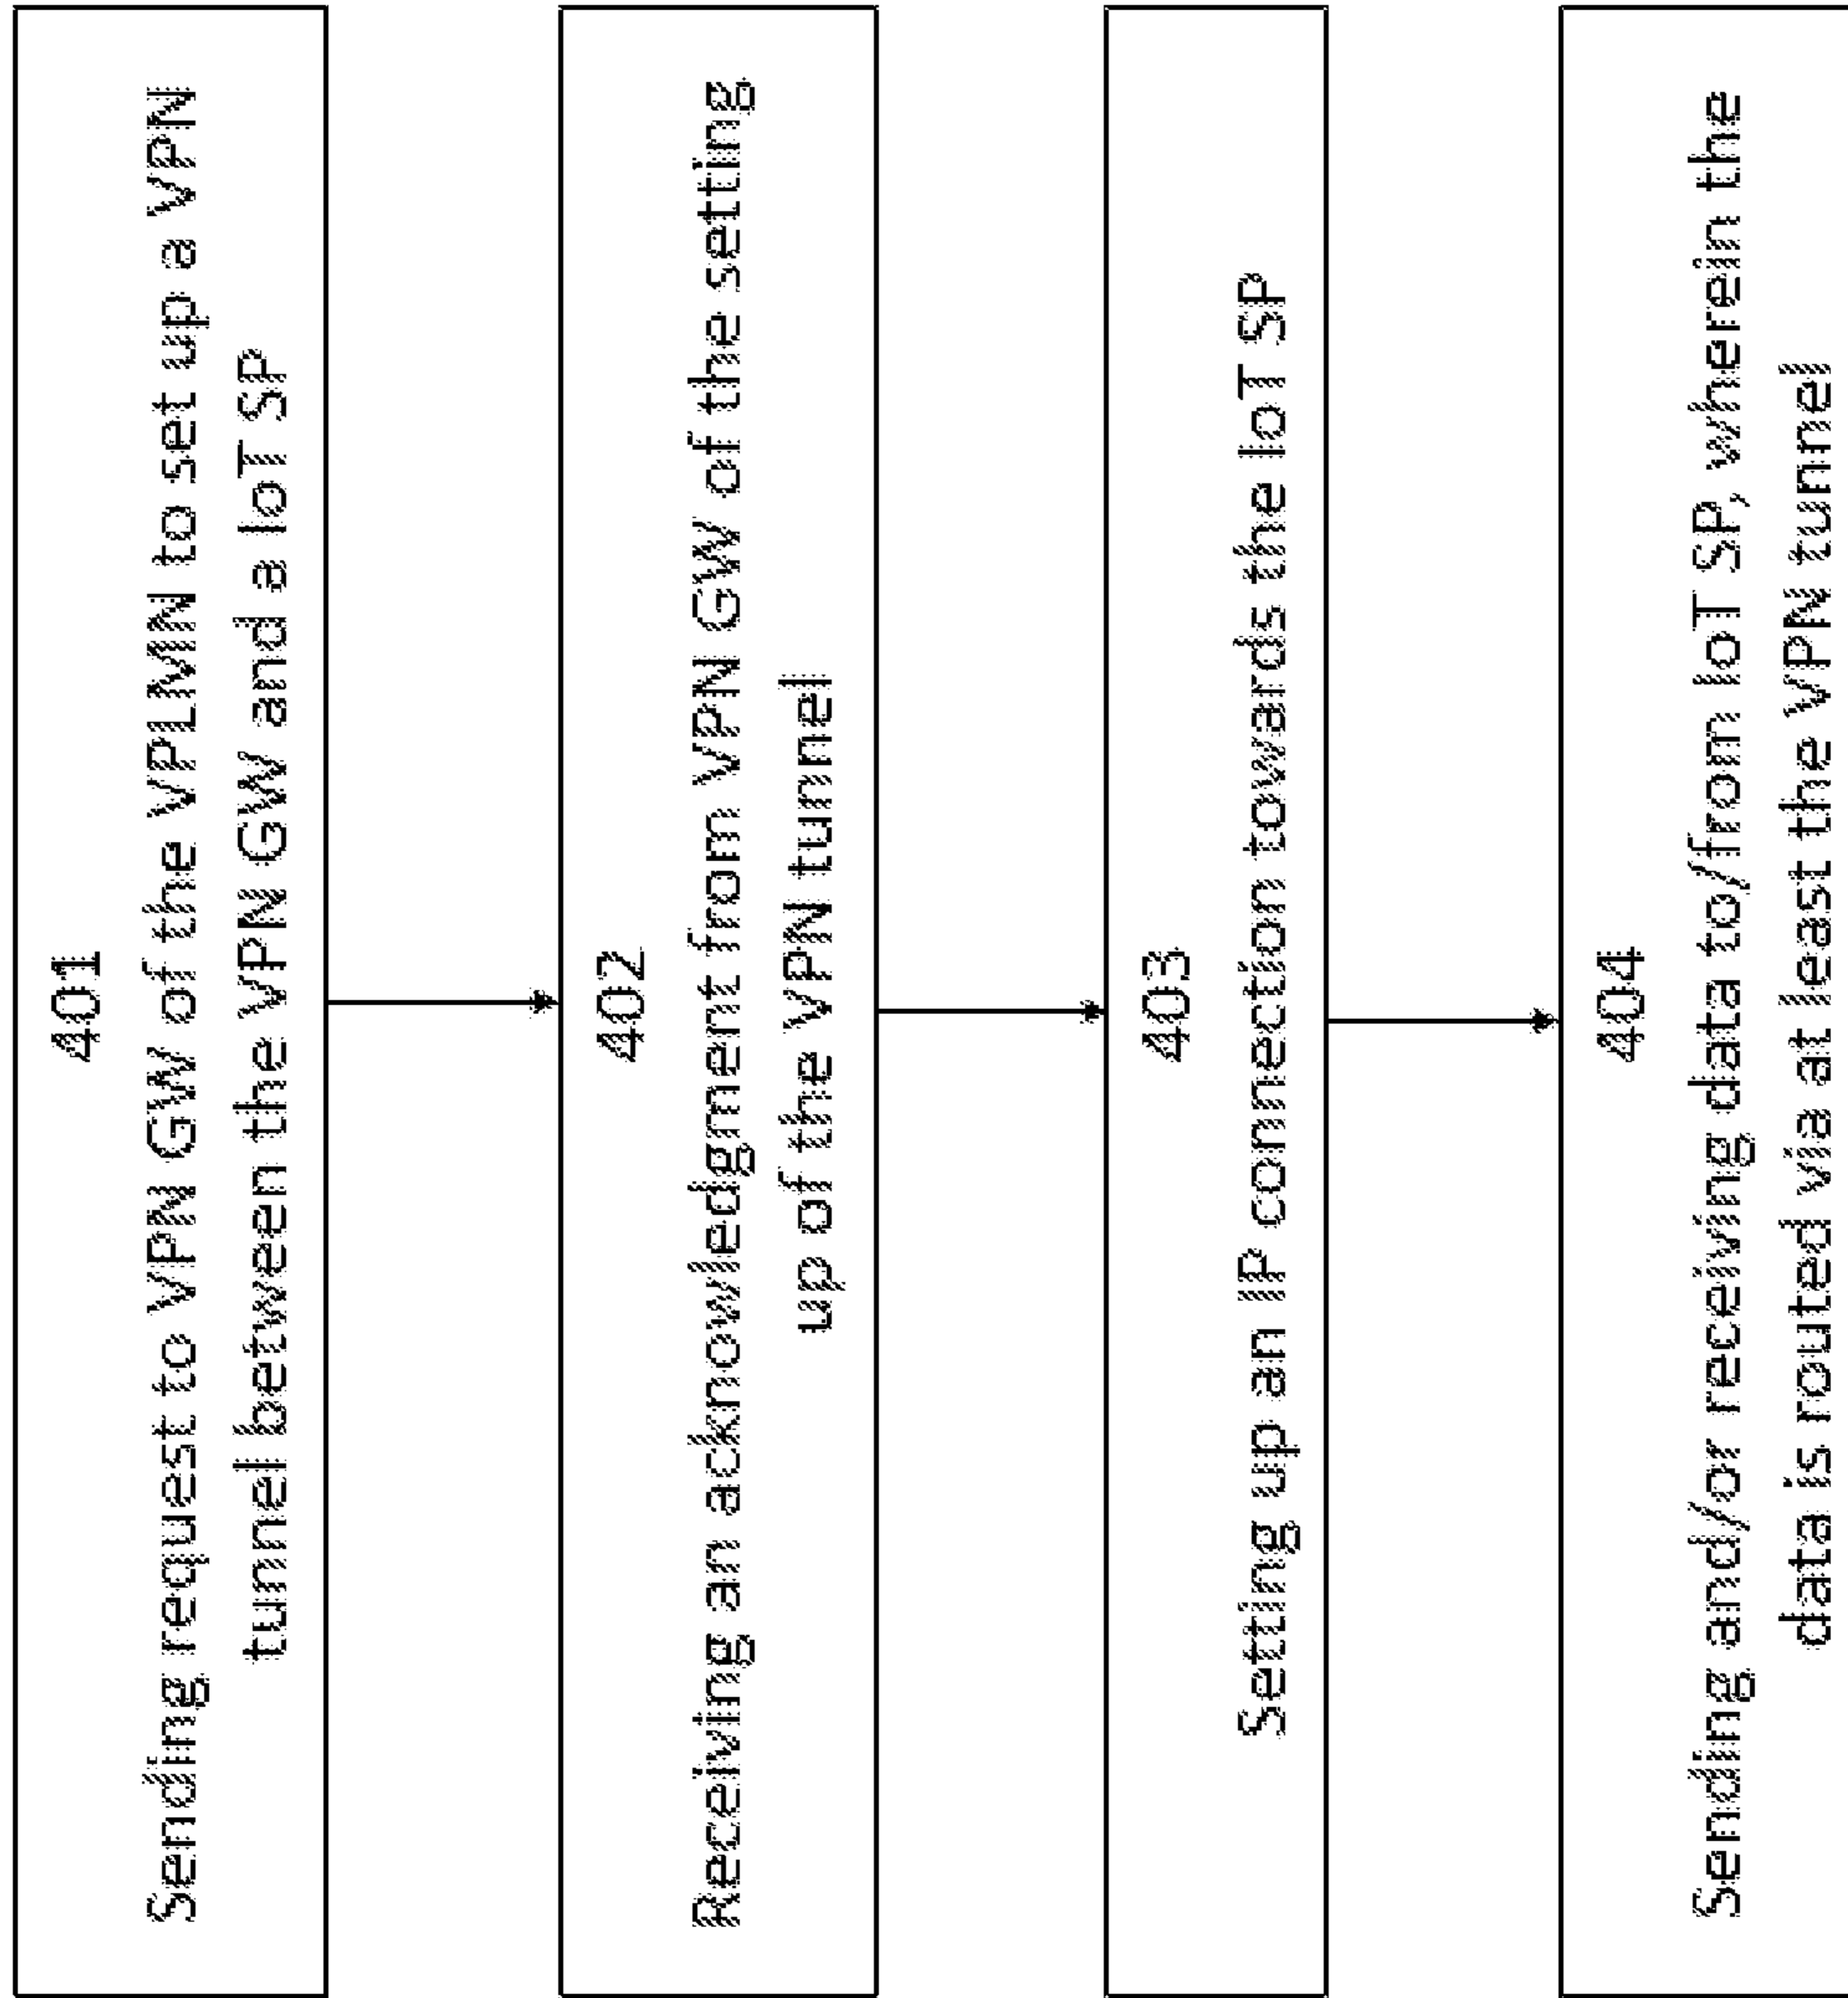 401
Sending request to VPM GW of the VPLMN to set up a VPN
tunnel between the VPN GW and a IoT SP
402
Receiving an acknowledgment from VPN GW of the setting
up of the VPN tunnel
403
Setting up an IP connection towards the IoT SP
404
Sending and/or receiving data to/from IoT SP, wherein the
data is routed via at least the VPN tunnel